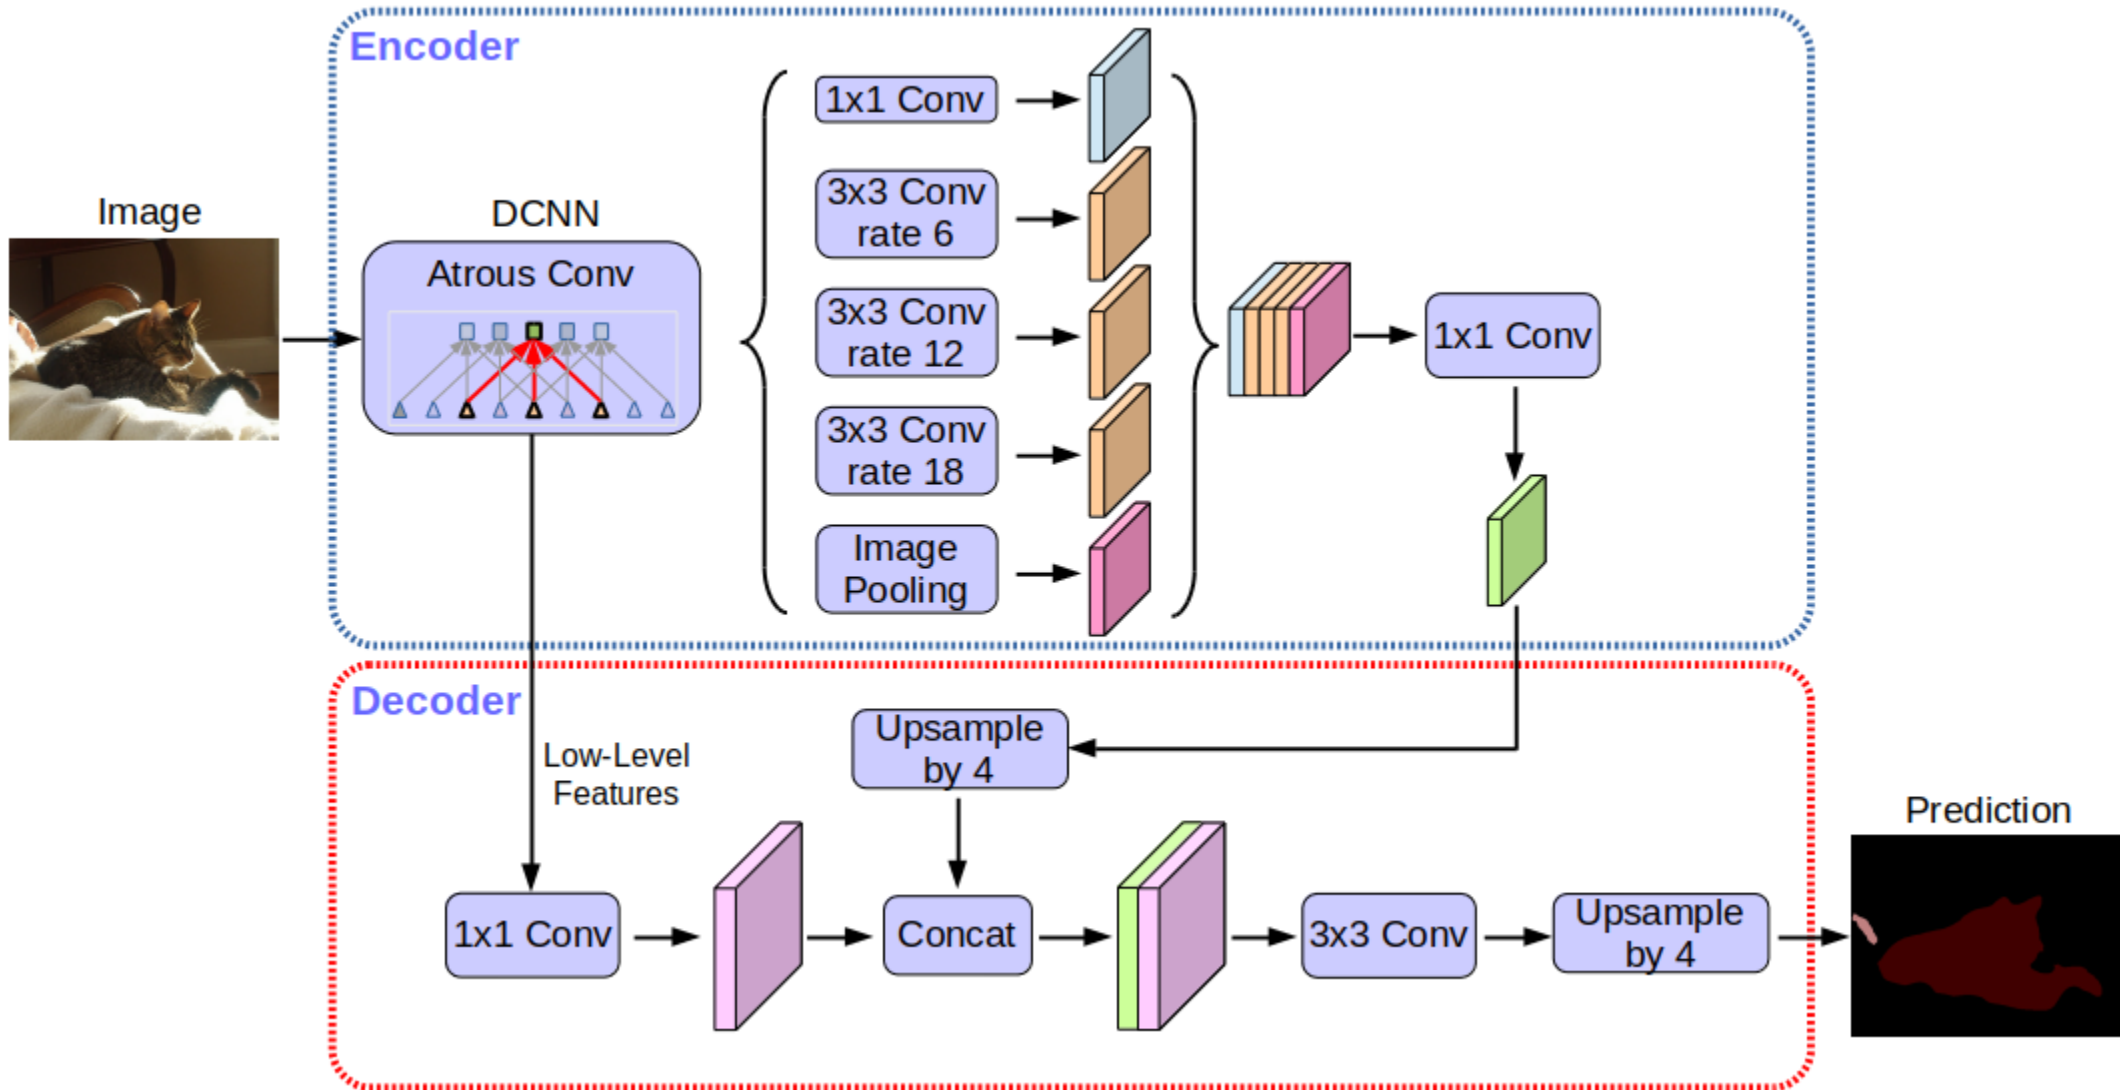 Encoder
Image
DCNN
Atrous Conv
1x1 Conv
3x3 Conv
rate 6
3x3 Conv
rate 12
3x3 Conv
rate 18
Image
Pooling
1x1 Conv
Decoder
Low-Level
Features
Upsample
by 4
1x1 Conv
Concat
3x3 Conv
Upsample
by 4
Prediction